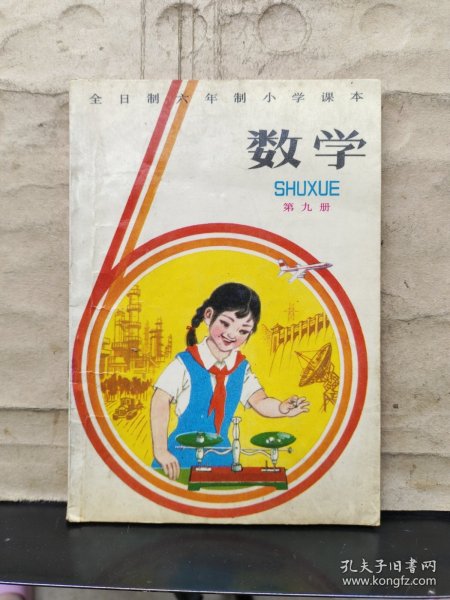 全日制六年制小学课本
数学
SHUXUE
第九册
孔夫子旧书网
www.kongfz.com